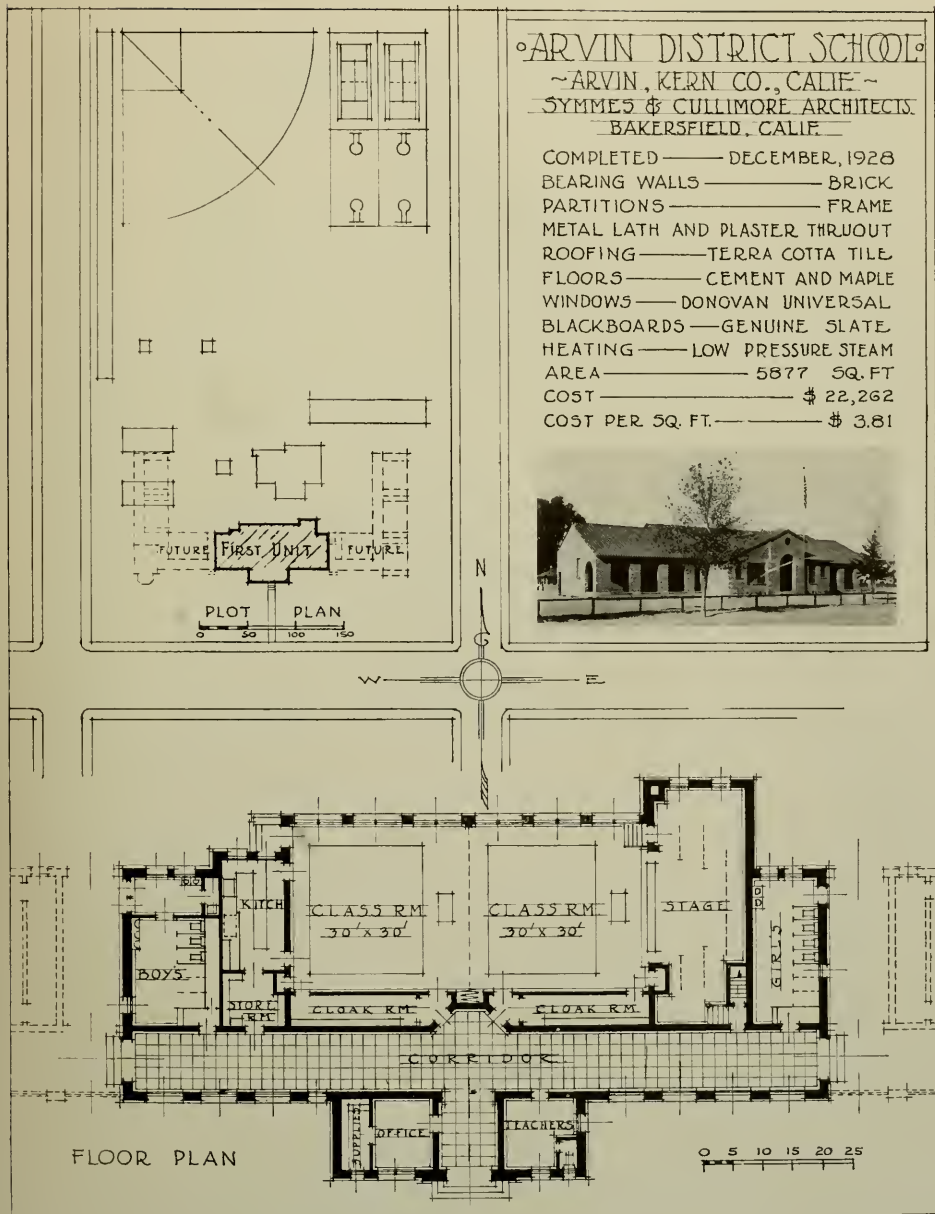 ARVIN DISTRICT SCHOOL
~ARVIN, KERN CO., CALIF~
SYMMES & CULLIMORE ARCHITECTS.
BAKERSFIELD, CALIF.
COMPLETED — DECEMBER, 1928
BEARING WALLS — BRICK
PARTITIONS — FRAME
METAL LATH AND PLASTER THRUOUT
ROOFING — TERRA COTTA TILE
FLOORS — CEMENT AND MAPLE
WINDOWS — DONOVAN UNIVERSAL
BLACKBOARDS — GENUINE SLATE
HEATING — LOW PRESSURE STEAM
AREA — 5877 SQ. FT
COST — $ 22,262
COST PER SQ. FT. — $ 3.81
FUTURE FIRST UNIT FUTURE
PLOT PLAN
0 50 100 150
N
W E
KITCH
CLASS RM
30' X 30'
CLASS RM
30' X 30'
STAGE
GIRLS
BOYS
STORE
RM
CLOAK RM
CLOAK RM
CORRIDOR
SUPPLIES
OFFICE
TEACHERS
FLOOR PLAN
0 5 10 15 20 25